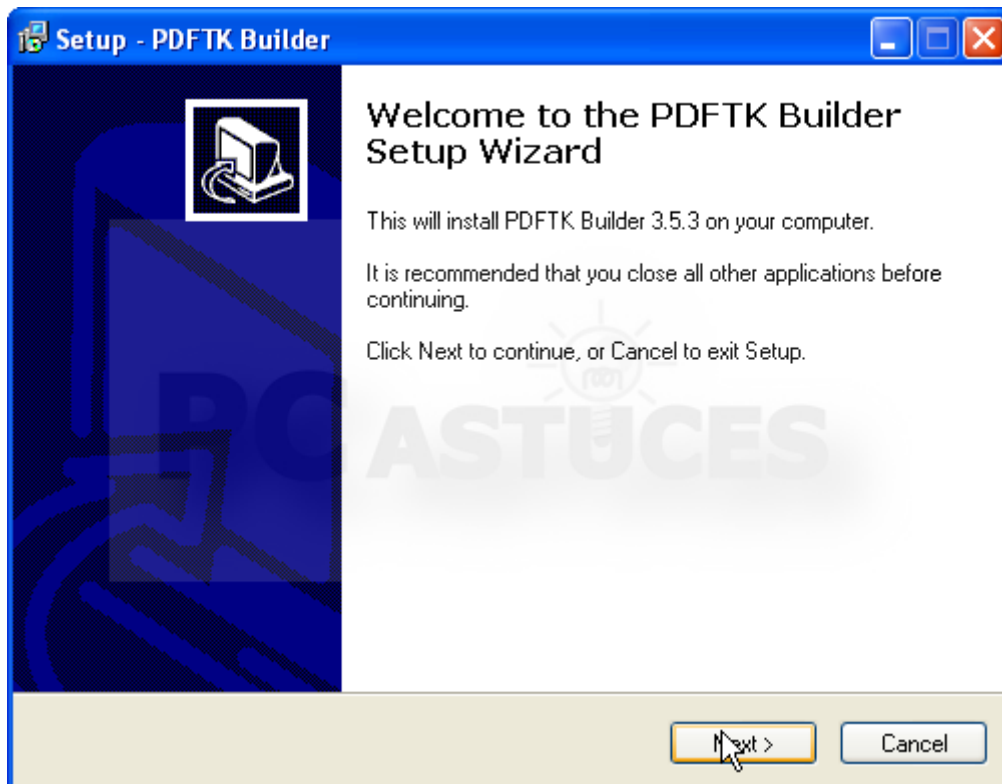 Setup - PDFTK Builder
Welcome to the PDFTK Builder
Setup Wizard
This will install PDFTK Builder 3.5.3 on your computer.
It is recommended that you close all other applications before
continuing.
Click Next to continue, or Cancel to exit Setup.
PC ASTUCES
Next >
Cancel